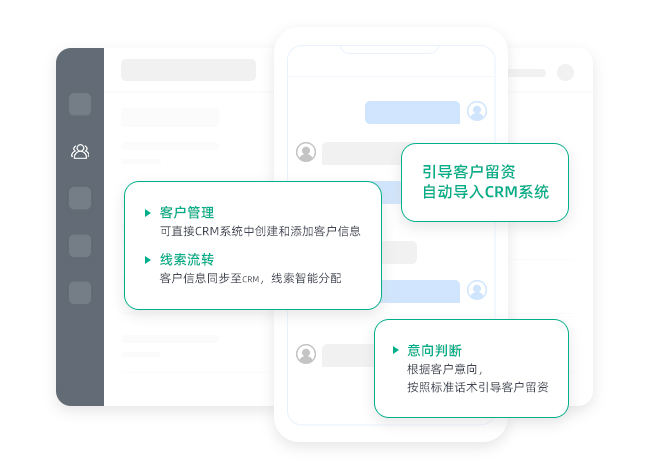 引导客户留资
自动导入CRM系统
客户管理
可直接CRM系统中创建和添加客户信息
线索流转
客户信息同步至CRM，线索智能分配
意向判断
根据客户意向，
按照标准话术引导客户留资